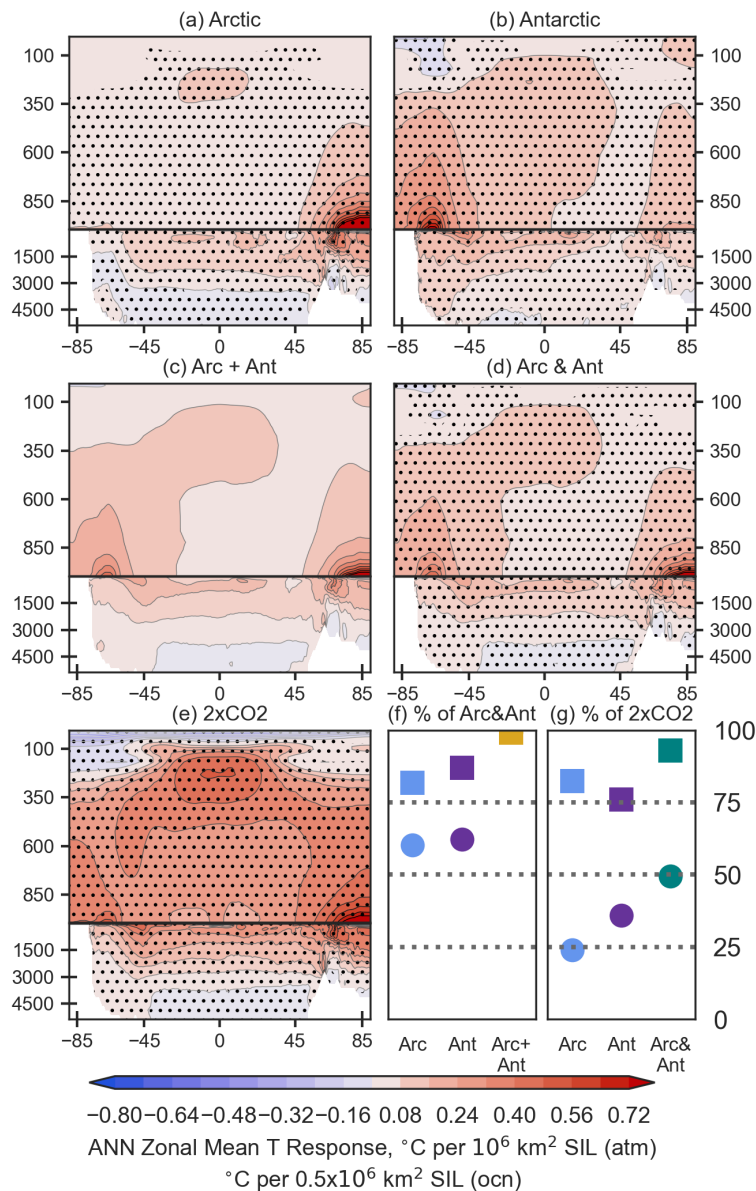 (a) Arctic (b) Antarctic
100 100
350 350
600 600
850 850
1500 1500
3000 3000
4500 4500
−85 −45 0 45 85 −85 −45 0 45 85
(c) Arc + Ant (d) Arc & Ant
100 100
350 350
600 600
850 850
1500 1500
3000 3000
4500 4500
−85 −45 0 45 85 −85 −45 0 45 85
(e) 2xCO2 (f) % of Arc&Ant (g) % of 2xCO2
100 100
350
600 75
850 50
1500 25
3000
4500 0
−85 −45 0 45 85 Arc Ant Arc+ Arc Ant Arc&
Ant Ant
−0.80 −0.64 −0.48 −0.32 −0.16 0.08 0.24 0.40 0.56 0.72
ANN Zonal Mean T Response, °C per 10⁶ km² SIL (atm)
°C per 0.5x10⁶ km² SIL (ocn)